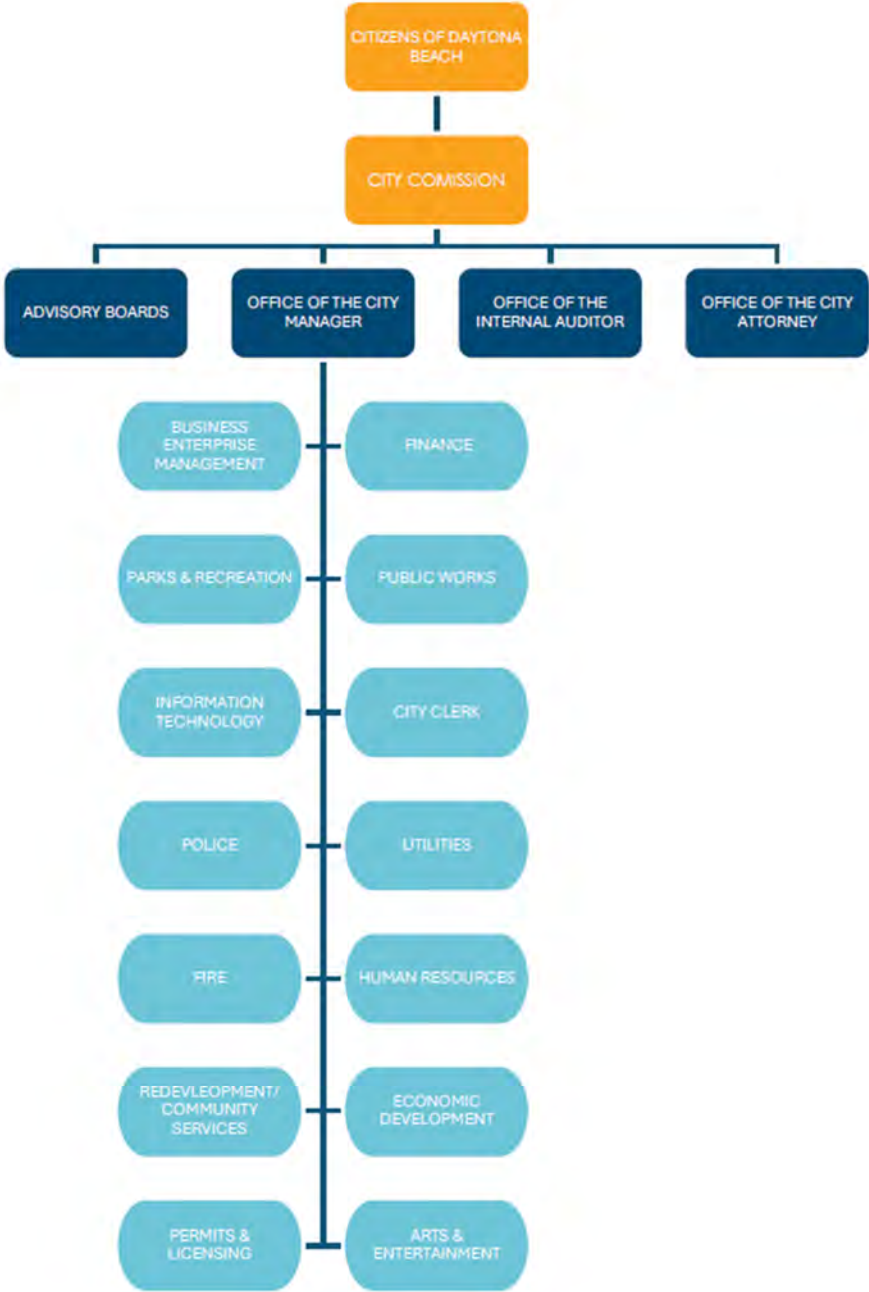 CITIZENS OF DAYTONA
BEACH
CITY COMISSION
ADVISORY BOARDS
OFFICE OF THE CITY
MANAGER
OFFICE OF THE
INTERNAL AUDITOR
OFFICE OF THE CITY
ATTORNEY
BUSINESS
ENTERPRISE
MANAGEMENT
FINANCE
PARKS & RECREATION
PUBLIC WORKS
INFORMATION
TECHNOLOGY
CITY CLERK
POLICE
UTILITIES
FIRE
HUMAN RESOURCES
REDEVLEOPMENT/
COMMUNITY
SERVICES
ECONOMIC
DEVELOPMENT
PERMITS &
LICENSING
ARTS &
ENTERTAINMENT